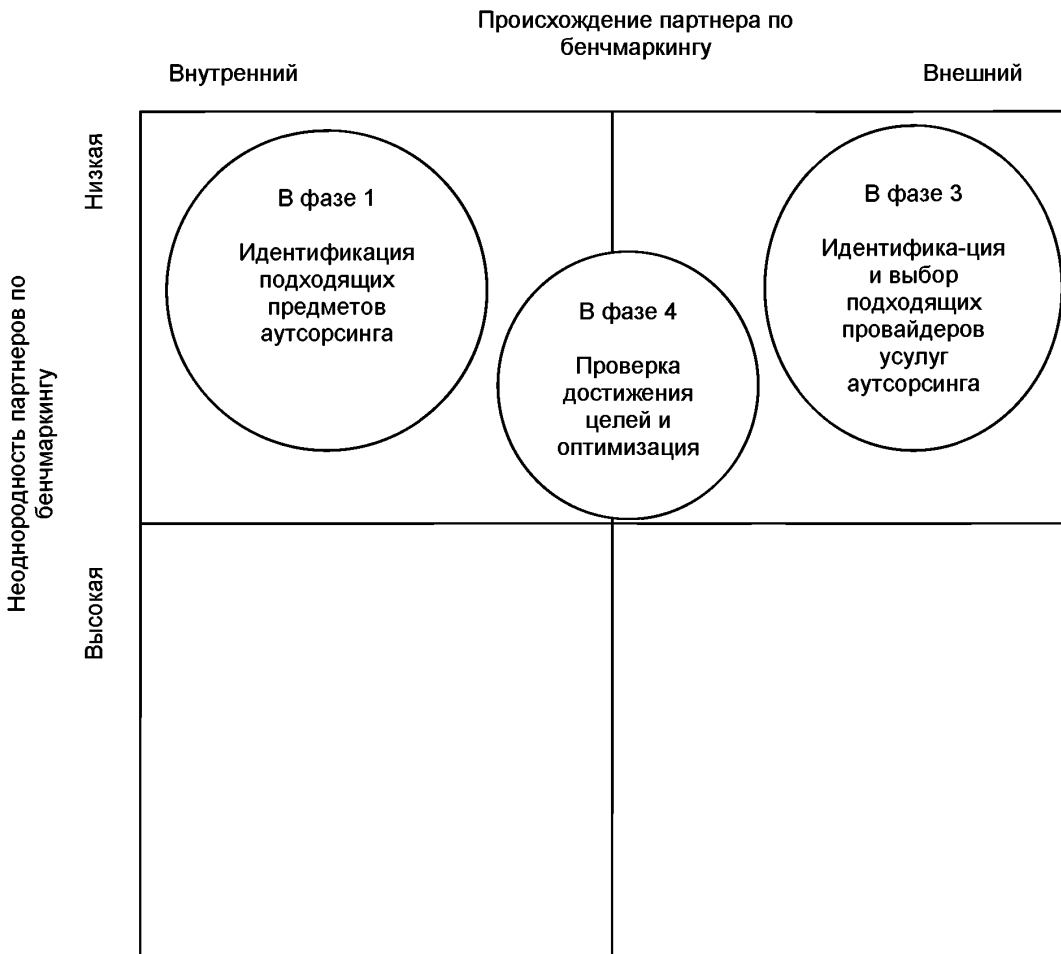 Происхождение партнера по
бенчмаркингу
Внутренний
Внешний
Неоднородность партнеров по
бенчмаркингу
Низкая
Высокая
В фазе 1
Идентификация
подходящих
предметов
аутсорсинга
В фазе 4
Проверка
достижения
целей и
оптимизация
В фазе 3
Идентифика-ция
и выбор
подходящих
провайдеров
усулуг
аутсорсинга